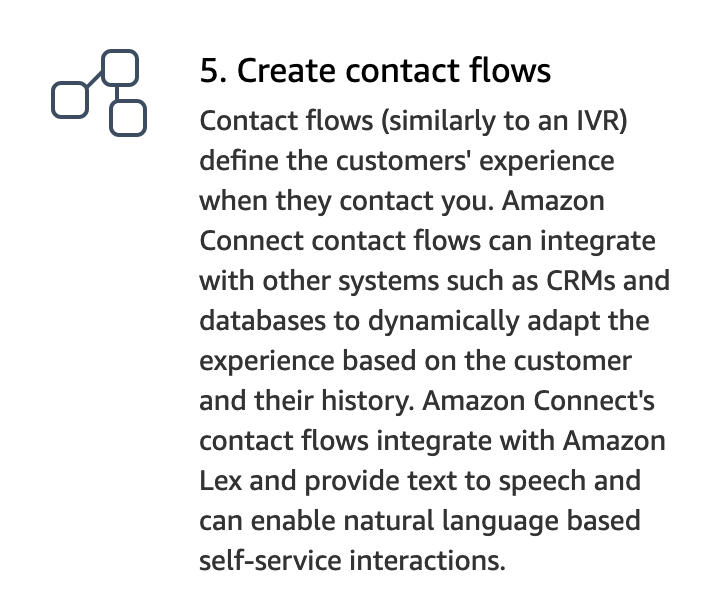 5. Create contact flows
Contact flows (similarly to an IVR)
define the customers' experience
when they contact you. Amazon
Connect contact flows can integrate
with other systems such as CRMs and
databases to dynamically adapt the
experience based on the customer
and their history. Amazon Connect's
contact flows integrate with Amazon
Lex and provide text to speech and
can enable natural language based
self-service interactions.